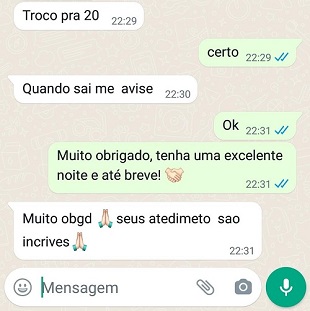 Troco pra 20 22:29
certo 22:29
Quando sai me avise 22:30
Ok 22:31
Muito obrigado, tenha uma excelente
noite e até breve! 🤝🏻
22:31
Muito obgd 🙏🏻 seus atedimeto sao
incrives🙏🏻
22:31
Mensagem